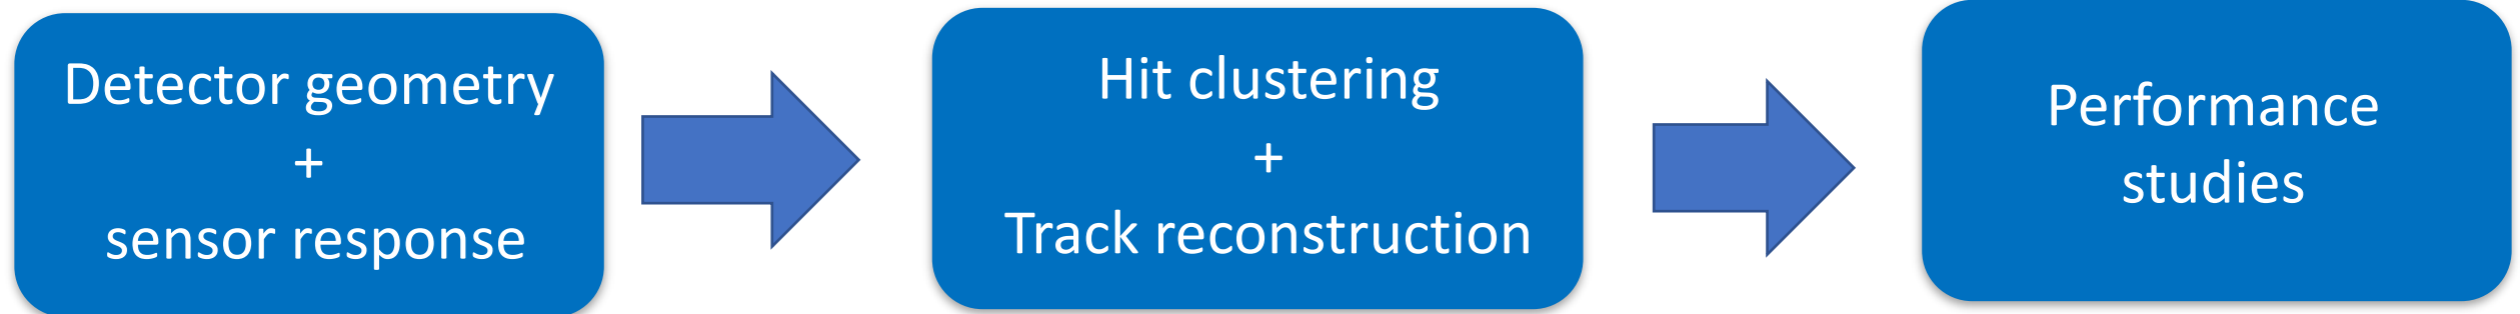 Detector geometry
+
sensor response
Hit clustering
+
Track reconstruction
Performance
studies